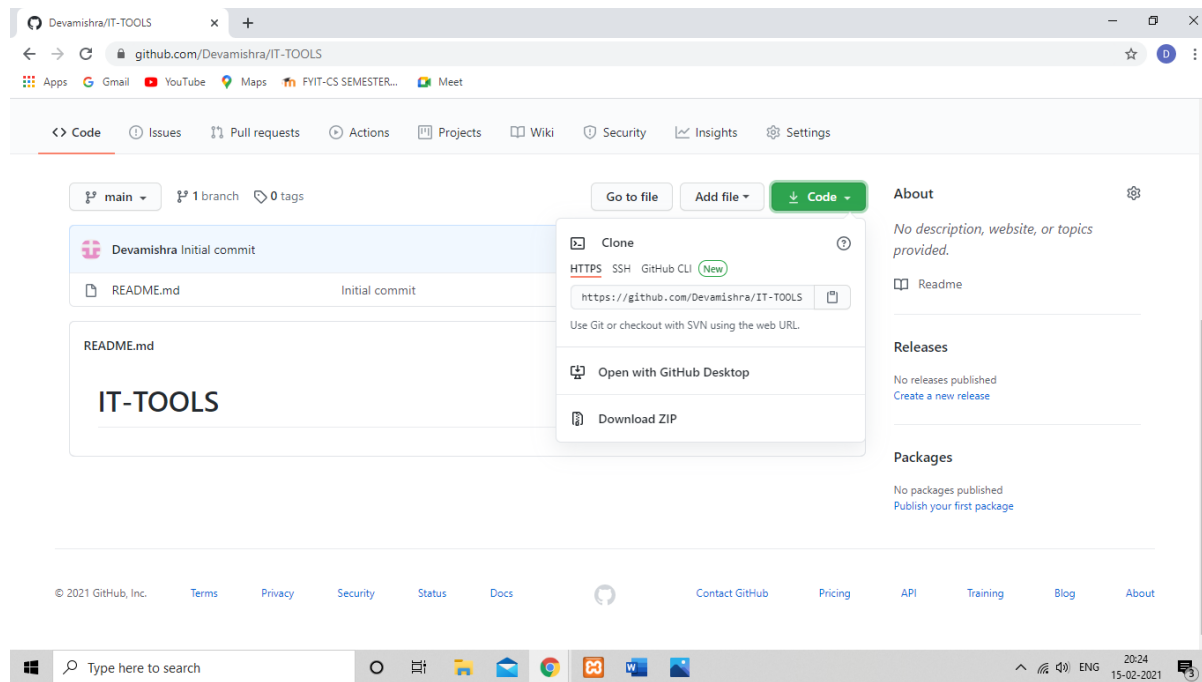 Devamishra/IT-TOOLS
github.com/Devamishra/IT-TOOLS
D
Apps Gmail YouTube Maps FYIT-CS SEMESTER... Meet
Code Issues Pull requests Actions Projects Wiki Security Insights Settings
main 1 branch 0 tags Go to file Add file Code
Devamishra Initial commit
README.md Initial commit
README.md
IT-TOOLS
Clone
HTTPS SSH GitHub CLI New
https://github.com/Devamishra/IT-TOOLS
Use Git or checkout with SVN using the web URL.
Open with GitHub Desktop
Download ZIP
About
No description, website, or topics
provided.
Readme
Releases
No releases published
Create a new release
Packages
No packages published
Publish your first package
© 2021 GitHub, Inc. Terms Privacy Security Status Docs Contact GitHub Pricing API Training Blog About
Type here to search
ENG
20:24
15-02-2021
3